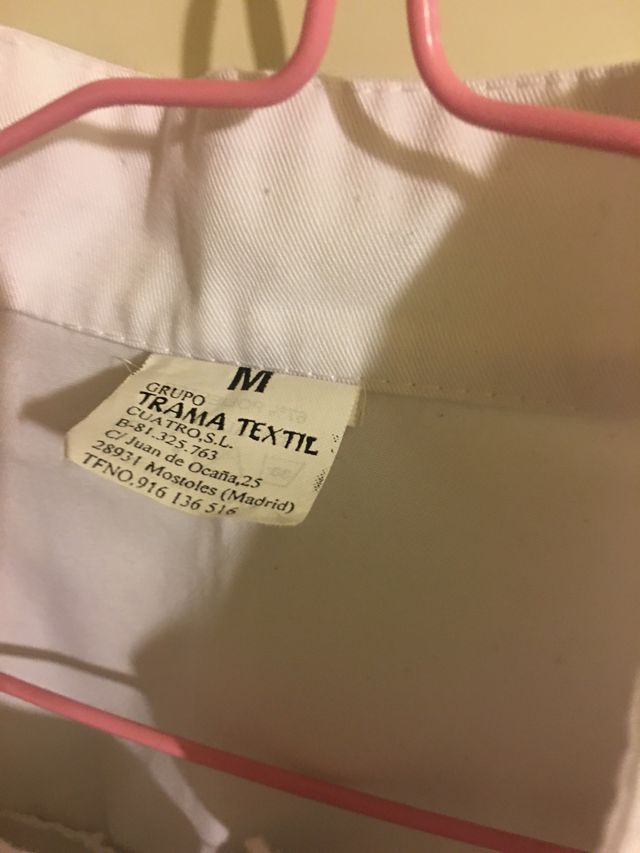 M
GRUPO
TRAMA TEXTIL
CUATRO,S.L.
B-81.325.763
C/ Juan de Ocaña,25
28931 Mostoles (Madrid)
TFNO.916 136 516